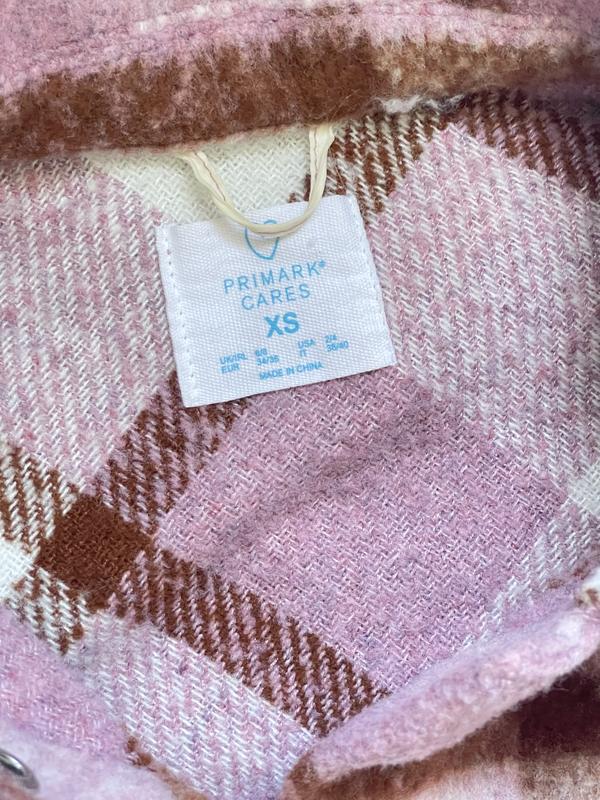 PRIMARK®
CARES
XS
UK/IRL 6/8 USA 2/4
EUR 34/36 IT 38/40
MADE IN CHINA